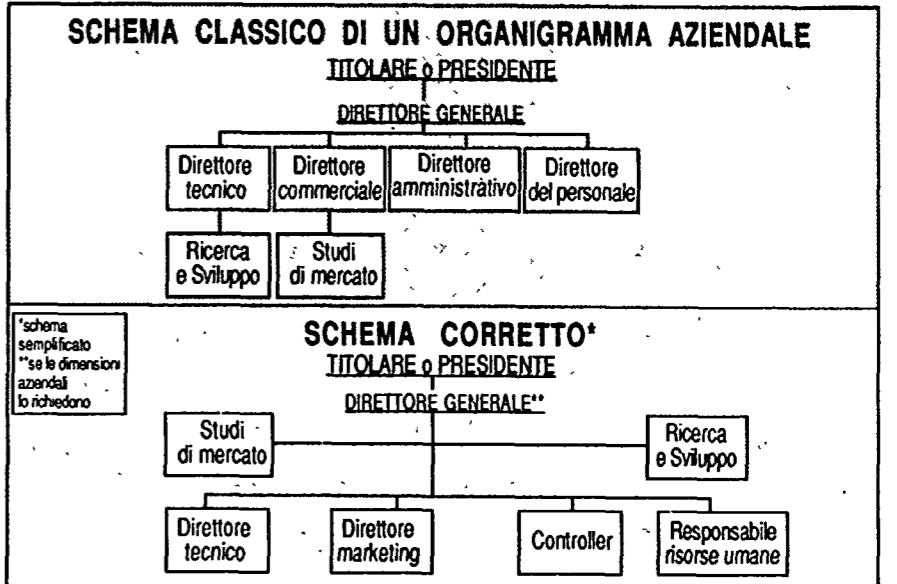 SCHEMA CLASSICO DI UN ORGANIGRAMMA AZIENDALE
TITOLARE o PRESIDENTE
DIRETTORE GENERALE
Direttore
tecnico
Direttore
commerciale
Direttore
amministrativo
Direttore
del personale
Ricerca
e Sviluppo
Studi
di mercato
*schema
semplificato
**se le dimensioni
aziendali
lo richiedono
SCHEMA CORRETTO*
TITOLARE o PRESIDENTE
DIRETTORE GENERALE**
Studi
di mercato
Ricerca
e Sviluppo
Direttore
tecnico
Direttore
marketing
Controller
Responsabile
risorse umane